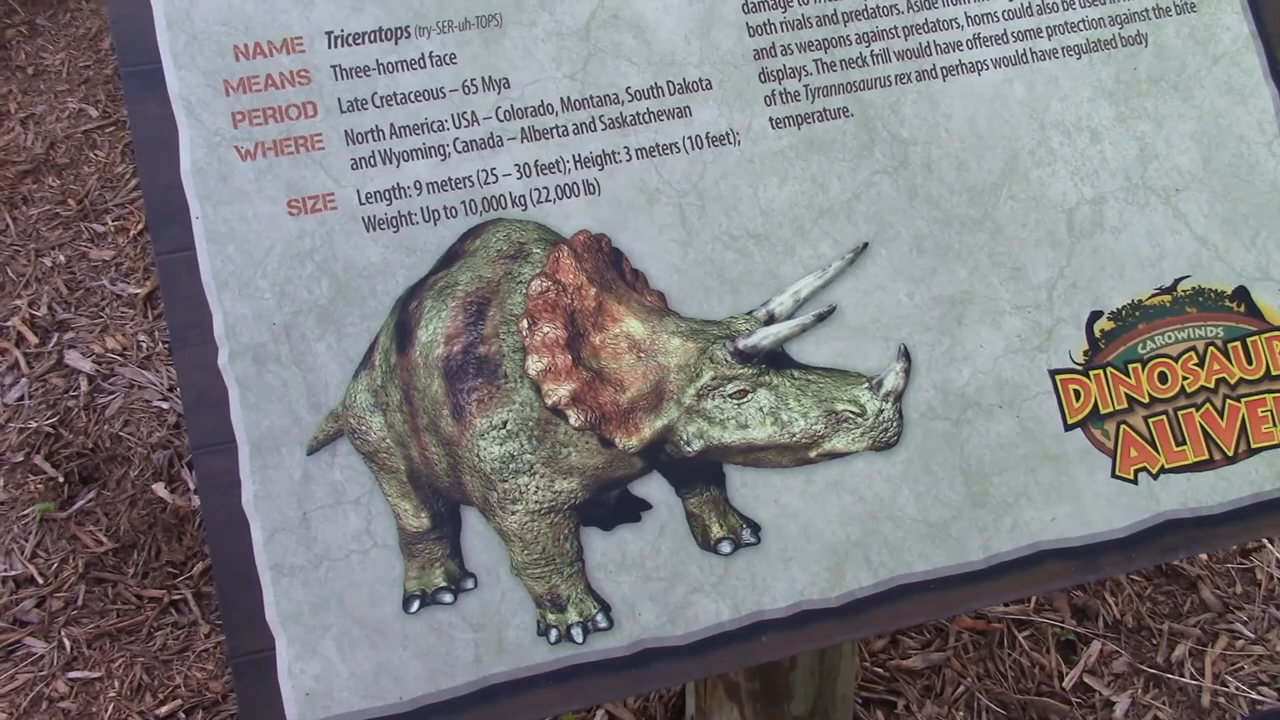 NAME Triceratops (try-SER-uh-TOPS)
MEANS Three-horned face
PERIOD Late Cretaceous – 65 Mya
WHERE North America: USA – Colorado, Montana, South Dakota
and Wyoming; Canada – Alberta and Saskatchewan
SIZE Length: 9 meters (25 – 30 feet); Height: 3 meters (10 feet);
Weight: Up to 10,000 kg (22,000 lb)
damage to
both rivals and predators. Aside from
and as weapons against predators, horns could also be used in
displays. The neck frill would have offered some protection against the bite
of the Tyrannosaurus rex and perhaps would have regulated body
temperature.
CAROWINDS
DINOSAUR
ALIVE